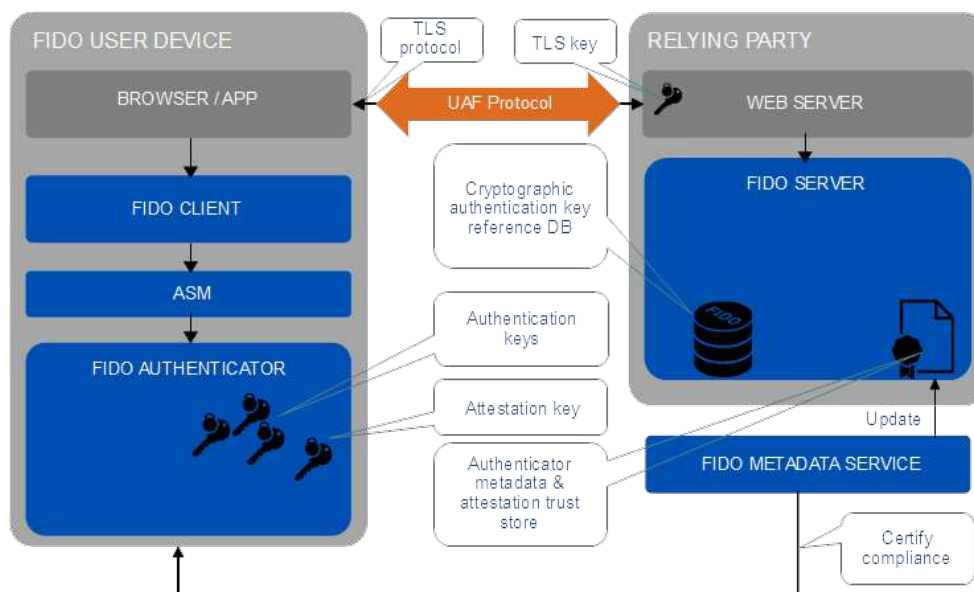 FIDO USER DEVICE
TLS
protocol
TLS key
RELYING PARTY
BROWSER / APP
UAF Protocol
WEB SERVER
FIDO CLIENT
Cryptographic
authentication key
reference DB
FIDO SERVER
ASM
FIDO
Authentication
keys
FIDO AUTHENTICATOR
Attestation key
Update
Authenticator
metadata &
attestation trust
store
FIDO METADATA SERVICE
Certify
compliance